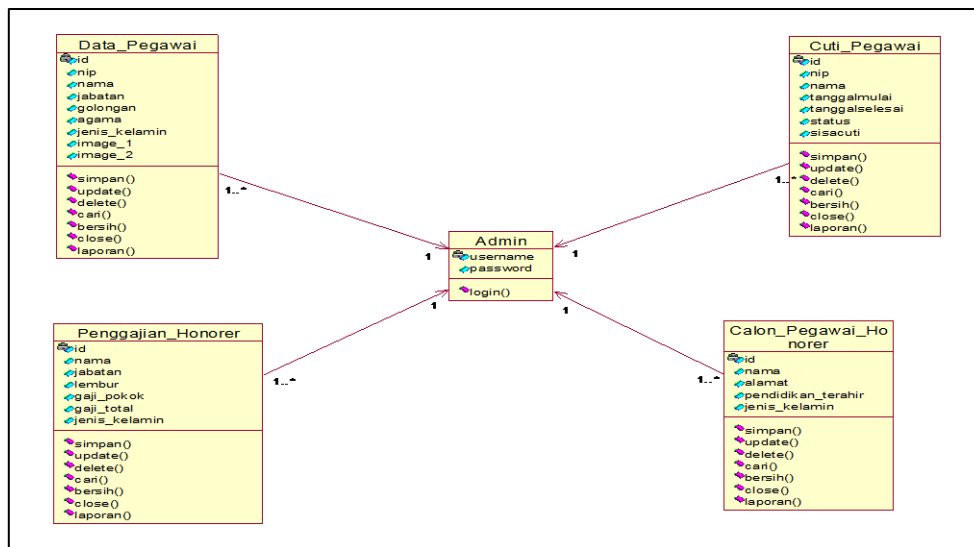 Data_Pegawai
id
nip
nama
jabatan
golongan
agama
jenis_kelamin
image_1
image_2
simpan()
update()
delete()
cari()
bersih()
close()
laporan()
1..*
1
Cuti_Pegawai
id
nip
nama
tanggalmulai
tanggalselesai
status
sisacuti
simpan()
update()
delete()
cari()
bersih()
close()
laporan()
1..*
1
Admin
username
password
login()
Penggajian_Honorer
id
nama
jabatan
lembur
gaji_pokok
gaji_total
jenis_kelamin
simpan()
update()
delete()
cari()
bersih()
close()
laporan()
1..*
1
Calon_Pegawai_Ho
norer
id
nama
alamat
pendidikan_terahir
jenis_kelamin
simpan()
update()
delete()
cari()
bersih()
close()
laporan()
1..*
1